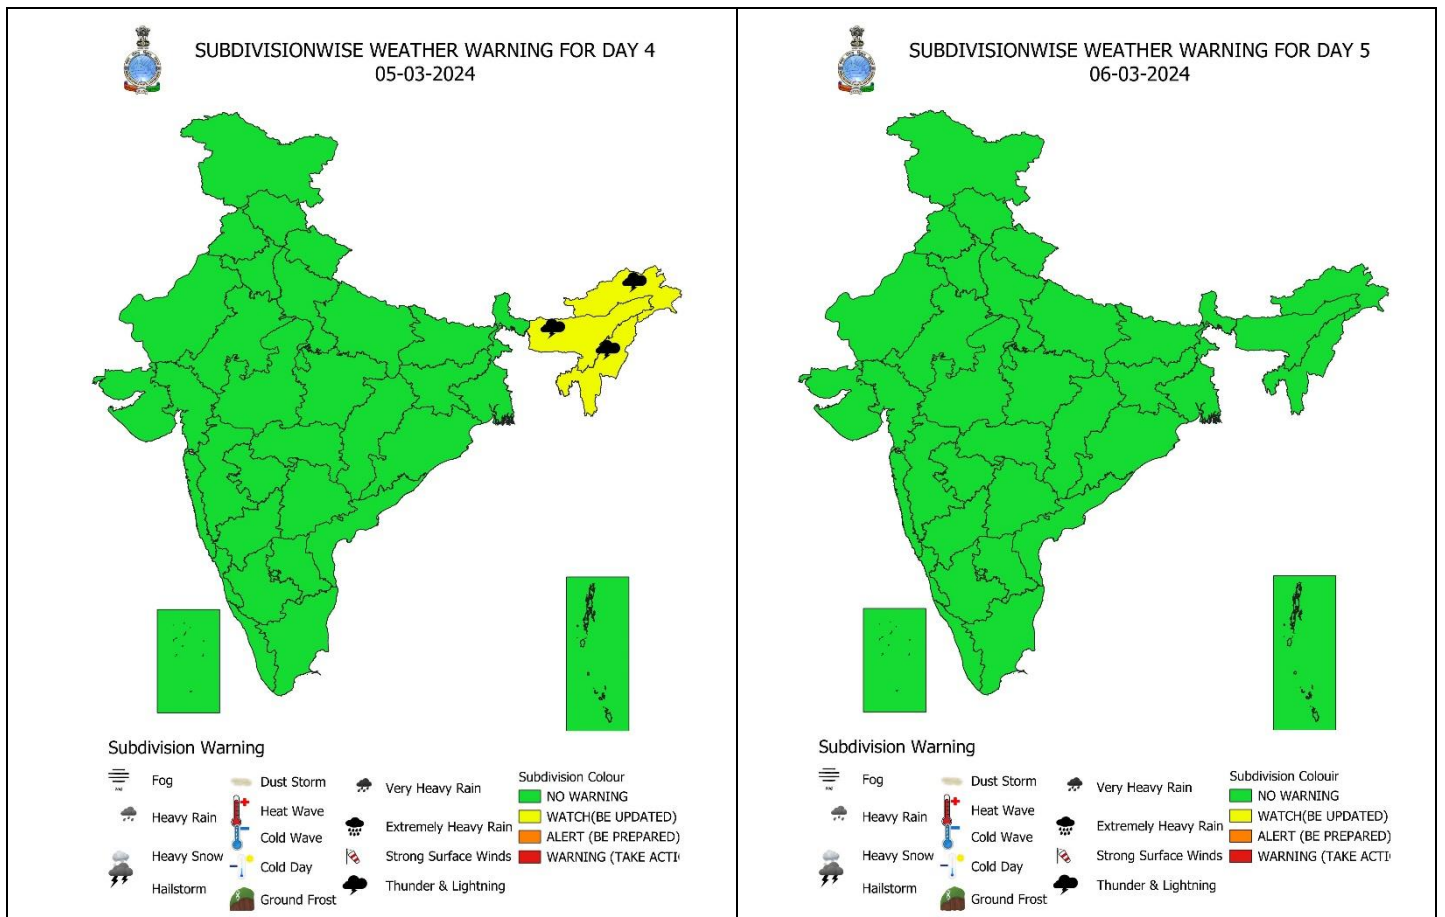 SUBDIVISIONWISE WEATHER WARNING FOR DAY 4
05-03-2024
Subdivision Warning
Fog
Heavy Rain
Heavy Snow
Hailstorm
Dust Storm
Heat Wave
Cold Wave
Cold Day
Ground Frost
Very Heavy Rain
Extremely Heavy Rain
Strong Surface Winds
Thunder & Lightning
Subdivision Colour
NO WARNING
WATCH(BE UPDATED)
ALERT (BE PREPARED)
WARNING (TAKE ACTI
SUBDIVISIONWISE WEATHER WARNING FOR DAY 5
06-03-2024
Subdivision Warning
Fog
Heavy Rain
Heavy Snow
Hailstorm
Dust Storm
Heat Wave
Cold Wave
Cold Day
Ground Frost
Very Heavy Rain
Extremely Heavy Rain
Strong Surface Winds
Thunder & Lightning
Subdivision Colouir
NO WARNING
WATCH(BE UPDATED)
ALERT (BE PREPARED)
WARNING (TAKE ACTI